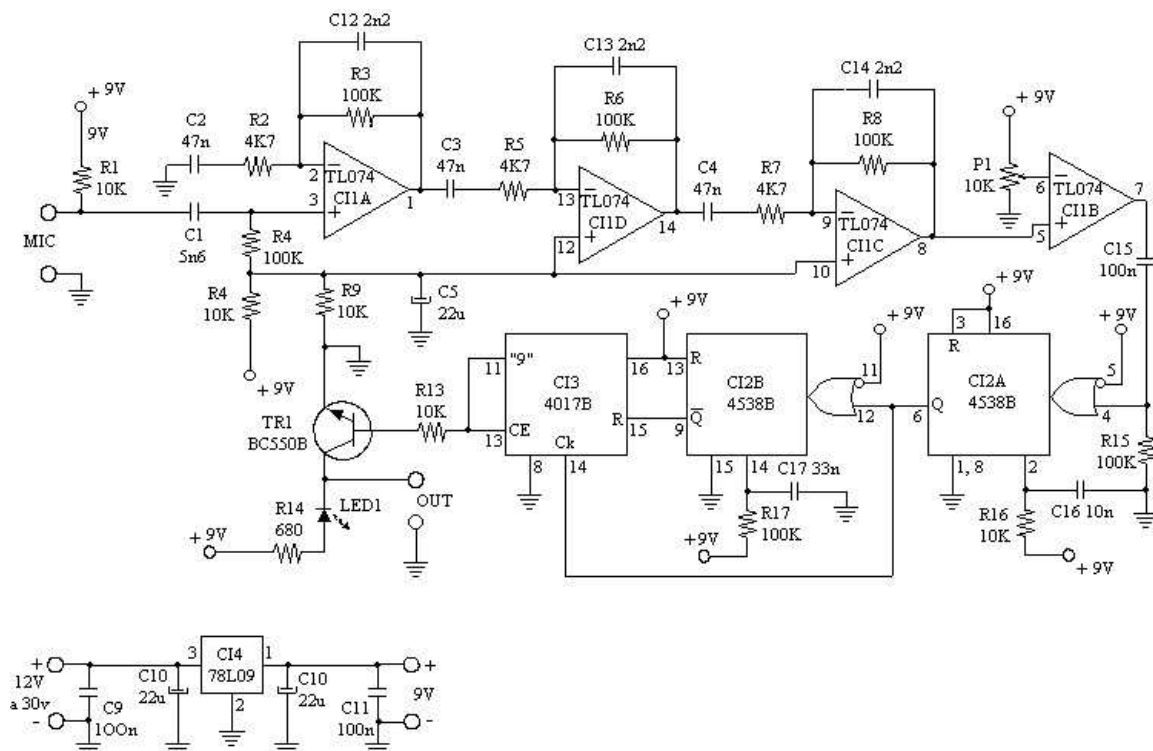 C12 2n2
R3
100K
C13 2n2
R6
100K
C14 2n2
R8
100K
+ 9V
9V
R1
10K
C2
47n
R2
4K7
2
TL074
CI1A
3
1
C3
47n
R5
4K7
13
TL074
CI1D
12
14
C4
47n
R7
4K7
9
TL074
CI1C
10
8
+ 9V
P1
10K
6
TL074
CI1B
5
7
MIC
C1
5n6
R4
100K
R4
10K
+ 9V
R9
10K
C5
22u
C15
100n
TR1
BC550B
R13
10K
11
"9"
13
CE
CI3
4017B
16
R
15
Ck
8
14
+ 9V
13
R
CI2B
4538B
Q
9
15
14
C17 33n
R17
100K
+9V
+ 9V
11
12
+ 9V
3
16
R
CI2A
4538B
Q
6
1, 8
2
+ 9V
5
4
R15
100K
C16 10n
R16
10K
+ 9V
R14
680
LED1
OUT
+ 9V
+
12V
a 30v
-
C9
1OOn
C10
22u
3
CI4
78L09
1
2
C10
22u
C11
100n
+
9V
-